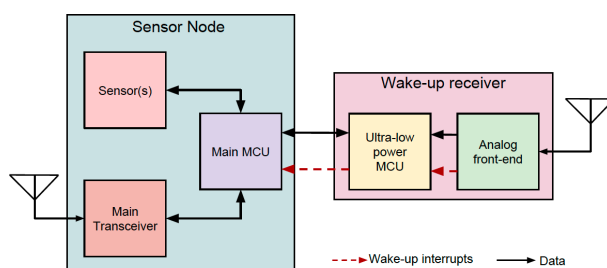 Sensor Node
Sensor(s)
Main MCU
Main
Transceiver
Wake-up receiver
Ultra-low
power
MCU
Analog
front-end
Wake-up interrupts
Data